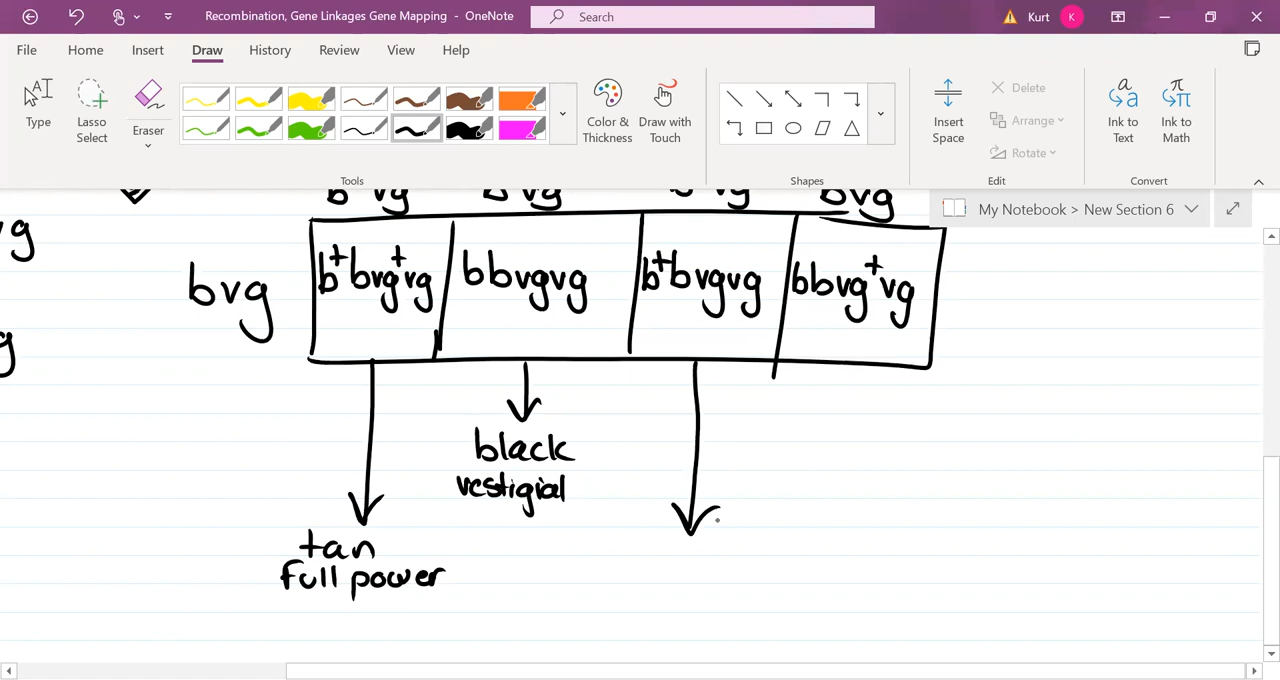 Recombination, Gene Linkages Gene Mapping - OneNote
Search
Kurt
K
File Home Insert Draw History Review View Help
Type
Lasso
Select
Eraser
Color &
Thickness
Draw with
Touch
Insert
Space
Delete
Arrange
Rotate
Ink to
Text
Ink to
Math
Tools
Shapes
Edit
Convert
My Notebook > New Section 6
bvg
b+bvg+vg
bbvgvg
b+bvgvg
bbvg+vg
black
vestigial
tan
full power